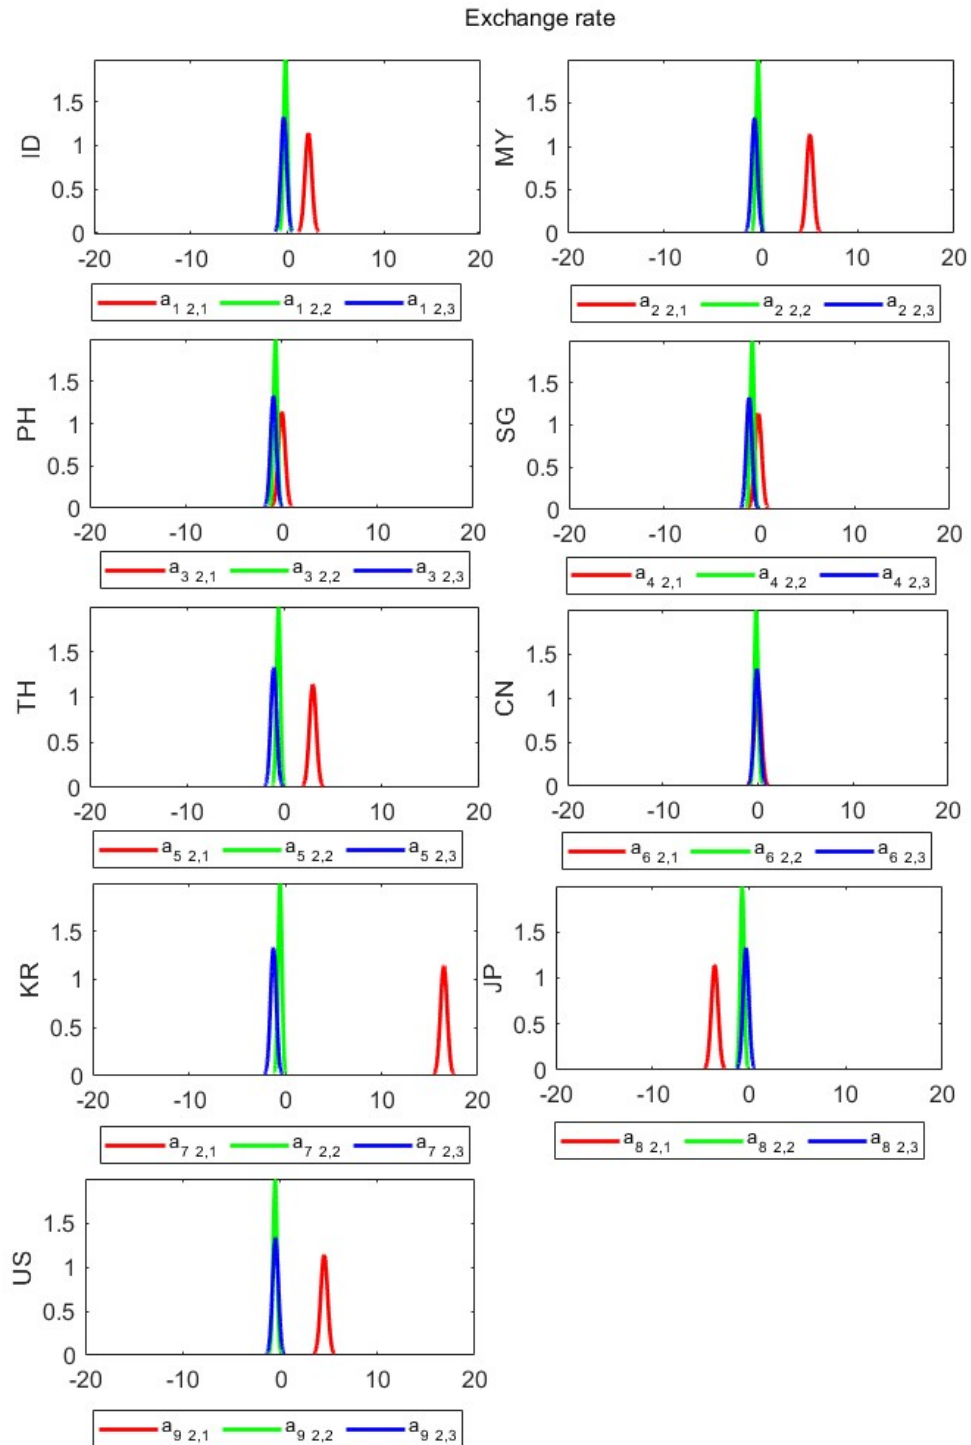 Exchange rate
ID
1.5
1
0.5
0
-20 -10 0 10 20
a1 2,1 a1 2,2 a1 2,3
MY
1.5
1
0.5
0
-20 -10 0 10 20
a2 2,1 a2 2,2 a2 2,3
PH
1.5
1
0.5
0
-20 -10 0 10 20
a3 2,1 a3 2,2 a3 2,3
SG
1.5
1
0.5
0
-20 -10 0 10 20
a4 2,1 a4 2,2 a4 2,3
TH
1.5
1
0.5
0
-20 -10 0 10 20
a5 2,1 a5 2,2 a5 2,3
CN
1.5
1
0.5
0
-20 -10 0 10 20
a6 2,1 a6 2,2 a6 2,3
KR
1.5
1
0.5
0
-20 -10 0 10 20
a7 2,1 a7 2,2 a7 2,3
JP
1.5
1
0.5
0
-20 -10 0 10 20
a8 2,1 a8 2,2 a8 2,3
US
1.5
1
0.5
0
-20 -10 0 10 20
a9 2,1 a9 2,2 a9 2,3